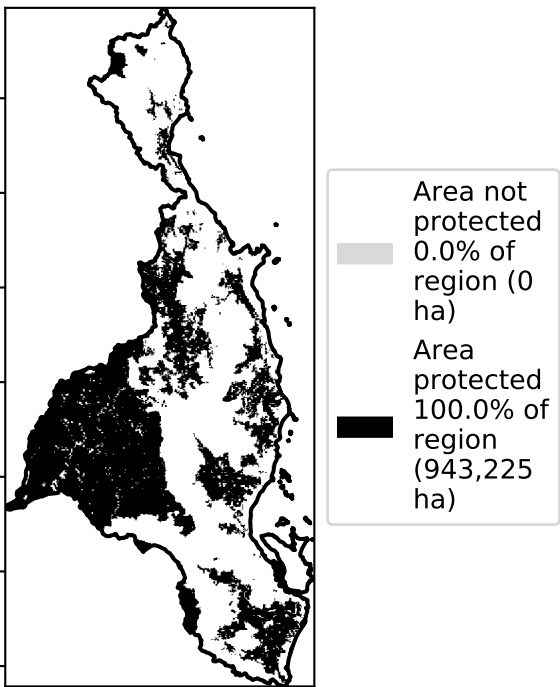 Area not
protected
0.0% of
region (0
ha)
Area
protected
100.0% of
region
(943,225
ha)